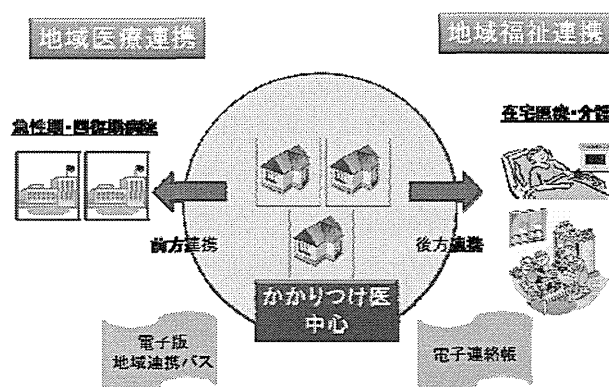 地域医療連携
地域福祉連携
急性期・回復期病院
在宅医療・介護
前方連携
後方連携
かかりつけ医
中心
電子版
地域連携パス
電子連絡帳